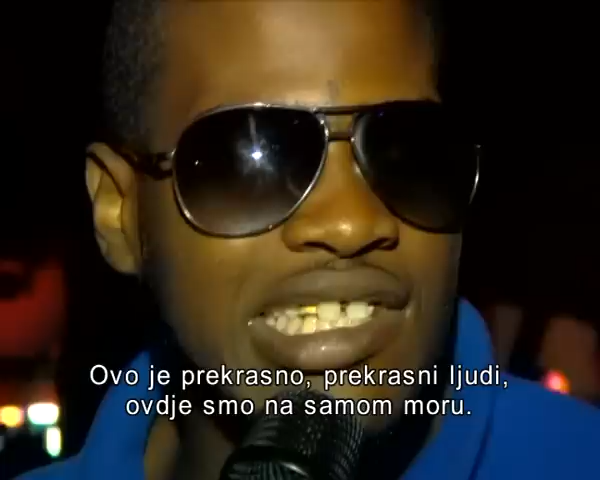 Ovo je prekrasno, prekrasni ljudi,
ovdje smo na samom moru.